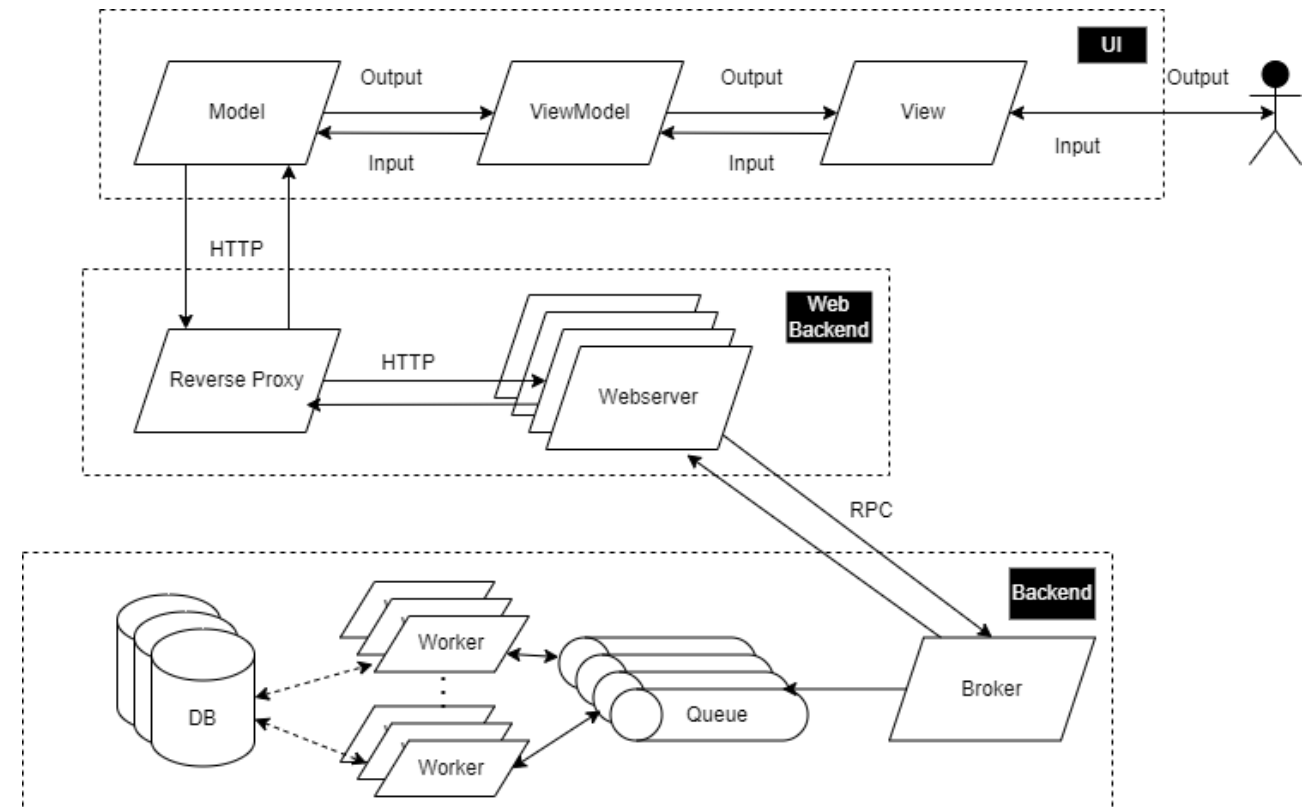 UI
Output
Output
Output
Model
ViewModel
View
Input
Input
Input
HTTP
Web
Backend
HTTP
Reverse Proxy
Webserver
RPC
Backend
Worker
Broker
DB
Queue
Worker